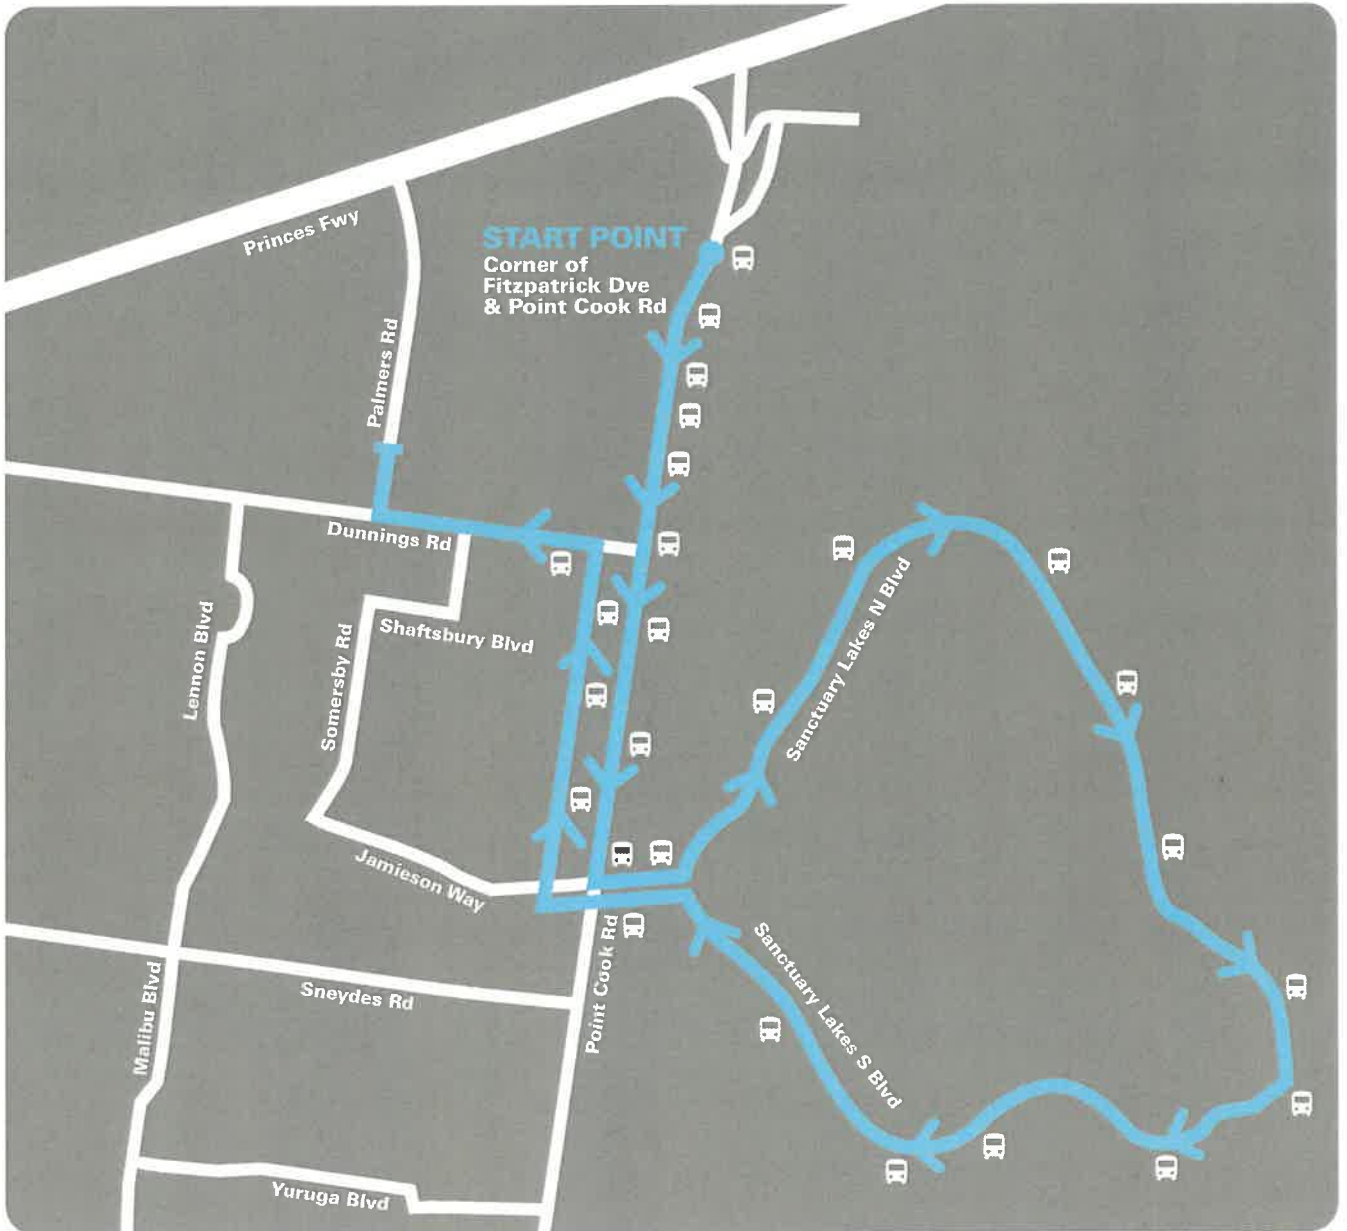 Princes Fwy
START POINT
Corner of
Fitzpatrick Dve
& Point Cook Rd
Palmers Rd
Dunnings Rd
Shaftsbury Blvd
Lennon Blvd
Somersby Rd
Sanctuary Lakes N Blvd
Jamieson Way
Point Cook Rd
Sanctuary Lakes S Blvd
Sneydes Rd
Malibu Blvd
Yuruga Blvd